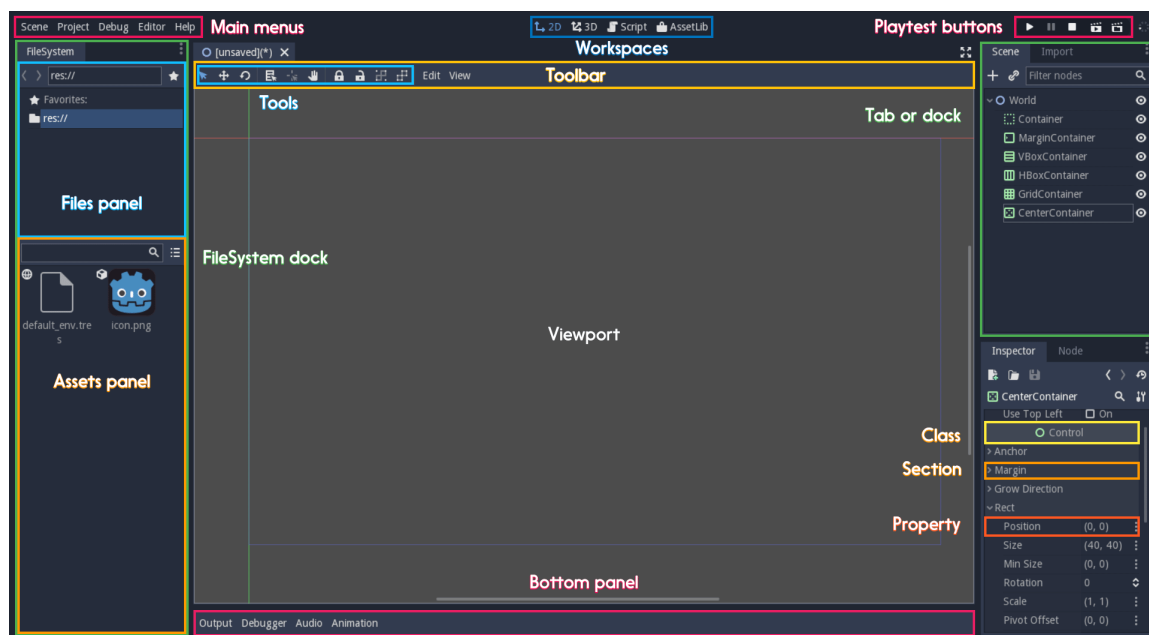 Scene Project Debug Editor Help
Main menus
2D 3D Script AssetLib
Playtest buttons
FileSystem
[unsaved](*)
Workspaces
Scene Import
res://
Edit View
Toolbar
Filter nodes
Favorites:
res://
Tools
Tab or dock
World
Container
MarginContainer
VBoxContainer
HBoxContainer
GridContainer
CenterContainer
Files panel
FileSystem dock
default_env.tre
s
icon.png
Viewport
Assets panel
Inspector Node
CenterContainer
Use Top Left On
Class
Control
Anchor
Section
Margin
Grow Direction
Rect
Property
Position (0, 0)
Size (40, 40)
Min Size (0, 0)
Rotation 0
Scale (1, 1)
Pivot Offset (0, 0)
Bottom panel
Output Debugger Audio Animation